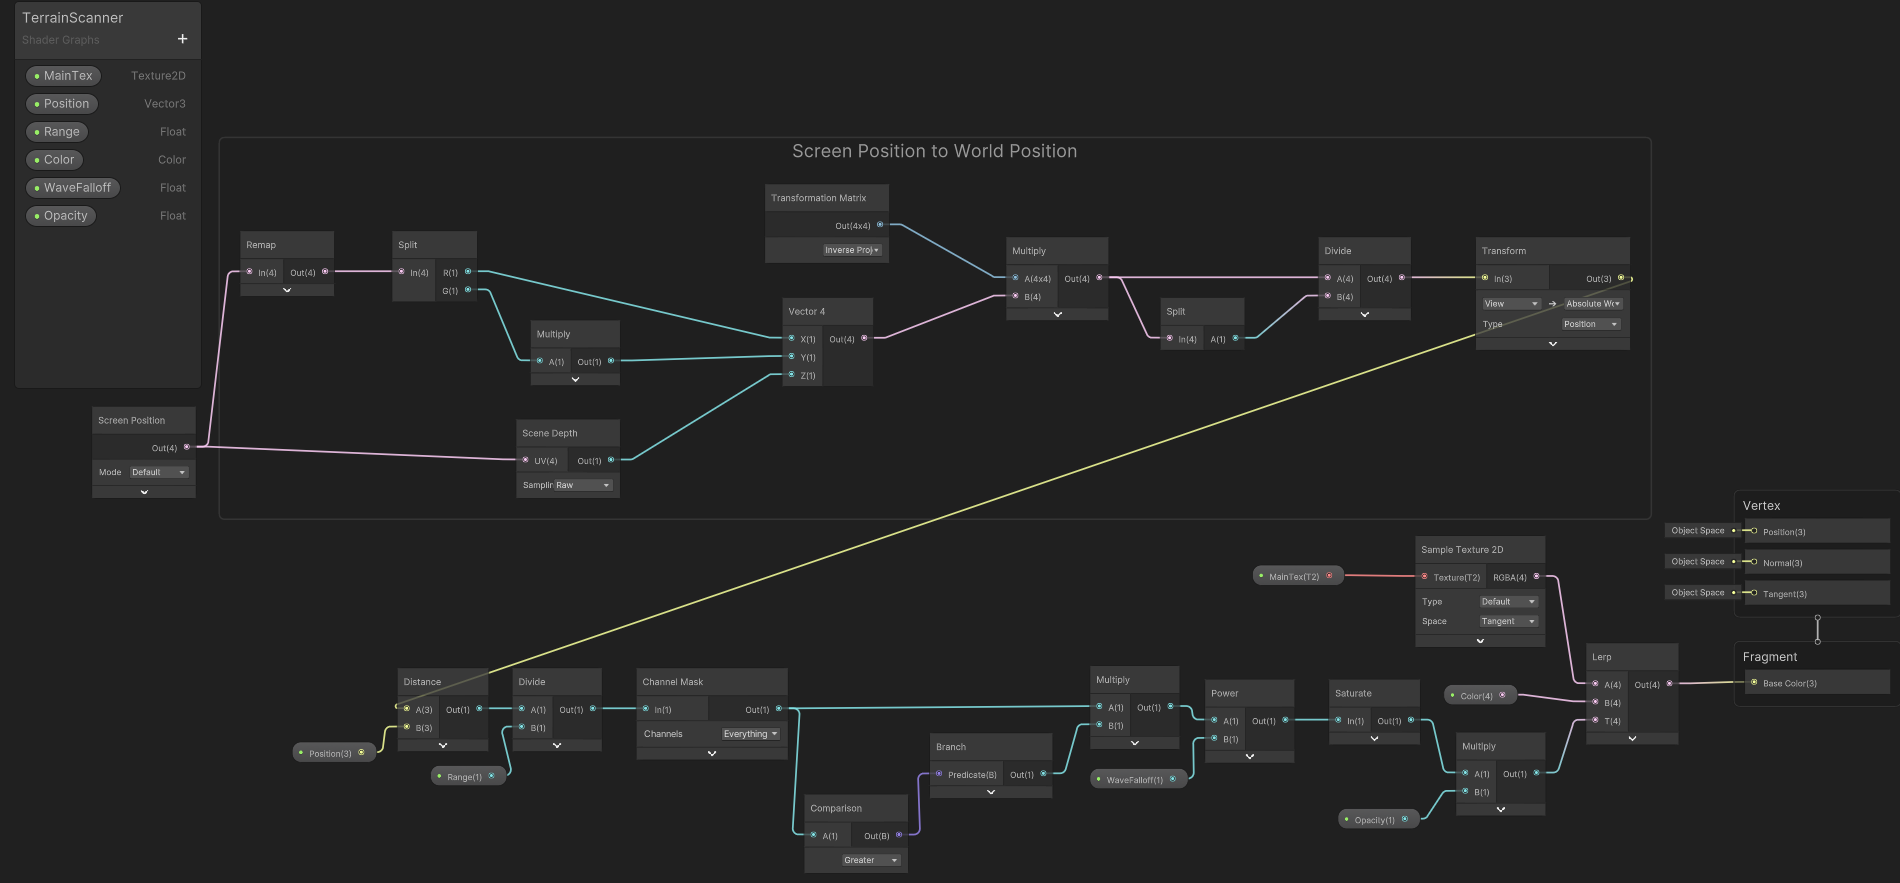 TerrainScanner
Shader Graphs
+
MainTex Texture2D
Position Vector3
Range Float
Color Color
WaveFalloff Float
Opacity Float
Screen Position to World Position
Transformation Matrix
Out(4x4)
Inverse Proj
Remap
In(4) Out(4)
Split
In(4) R(1)
G(1)
Multiply
A(1) Out(1)
Screen Position
Out(4)
Mode Default
Scene Depth
UV(4) Out(1)
Samplin Raw
Vector 4
X(1) Out(4)
Y(1)
Z(1)
Multiply
A(4x4) Out(4)
B(4)
Split
In(4) A(1)
Divide
A(4) Out(4)
B(4)
Transform
In(3) Out(3)
View → Absolute Wo
Type Position
Vertex
Object Space Position(3)
Object Space Normal(3)
Object Space Tangent(3)
Fragment
Base Color(3)
MainTex(T2)
Sample Texture 2D
Texture(T2) RGBA(4)
Type Default
Space Tangent
Distance
A(3) Out(1)
B(3)
Position(3)
Divide
A(1) Out(1)
B(1)
Range(1)
Channel Mask
In(1) Out(1)
Channels Everything
Comparison
A(1) Out(B)
Greater
Branch
Predicate(B) Out(1)
Multiply
A(1) Out(1)
B(1)
WaveFalloff(1)
Power
A(1) Out(1)
B(1)
Saturate
In(1) Out(1)
Color(4)
Opacity(1)
Multiply
A(1) Out(1)
B(1)
Lerp
A(4) Out(4)
B(4)
T(4)